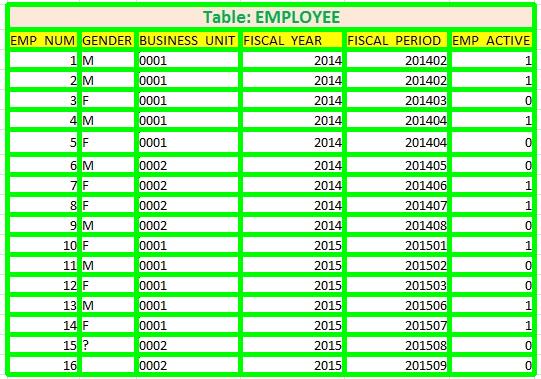 Table: EMPLOYEE
EMP_NUM GENDER BUSINESS_UNIT FISCAL_YEAR FISCAL_PERIOD EMP_ACTIVE
1 M 0001 2014 201402 1
2 M 0001 2014 201402 1
3 F 0001 2014 201403 0
4 M 0001 2014 201404 1
5 F 0001 2014 201404 0
6 M 0002 2014 201405 0
7 F 0002 2014 201406 1
8 F 0002 2014 201407 1
9 M 0002 2014 201408 0
10 F 0001 2015 201501 1
11 M 0001 2015 201502 0
12 F 0001 2015 201503 0
13 M 0001 2015 201506 1
14 F 0001 2015 201507 1
15 ? 0002 2015 201508 0
16 0002 2015 201509 0